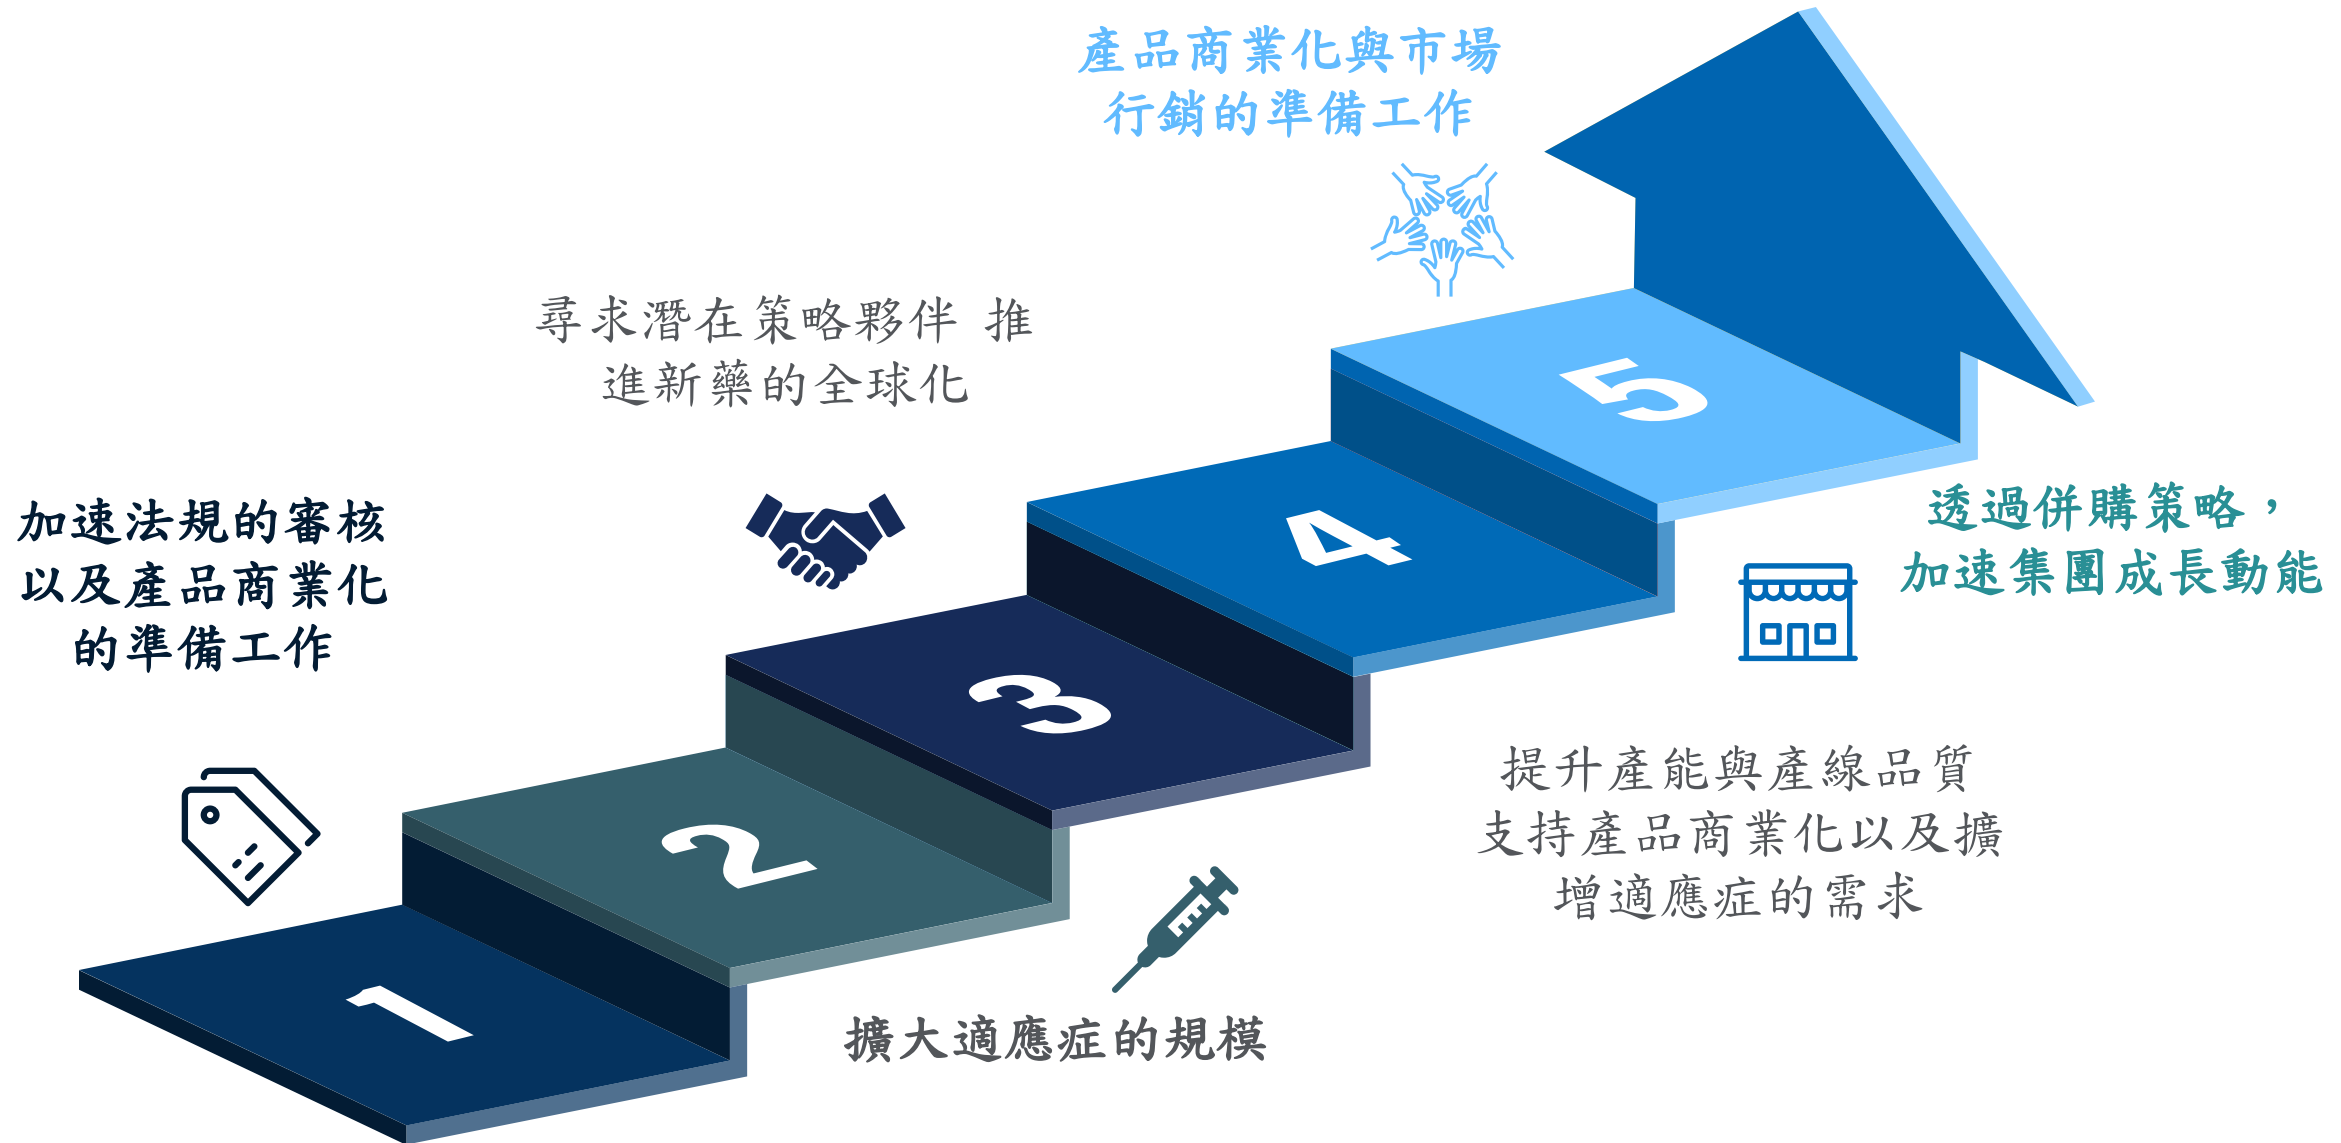 產品商業化與市場
行銷的準備工作
尋求潛在策略夥伴 推
進新藥的全球化
加速法規的審核
以及產品商業化
的準備工作
透過併購策略，
加速集團成長動能
提升產能與產線品質
支持產品商業化以及擴
增適應症的需求
擴大適應症的規模
1
2
3
4
5